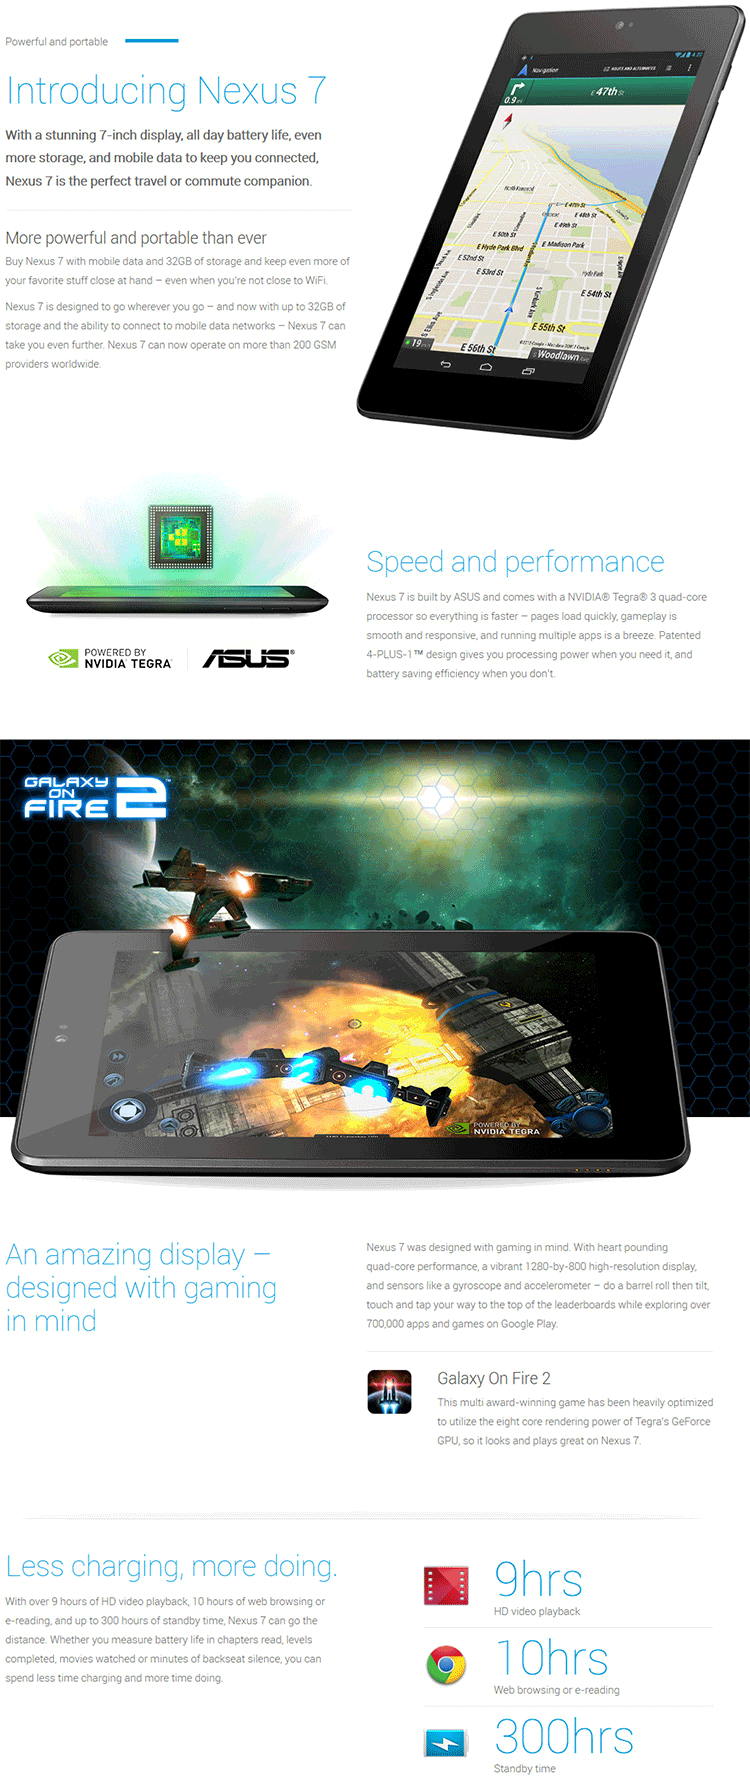 Powerful and portable
Introducing Nexus 7
With a stunning 7-inch display, all day battery life, even
more storage, and mobile data to keep you connected,
Nexus 7 is the perfect travel or commute companion.
More powerful and portable than ever
Buy Nexus 7 with mobile data and 32GB of storage and keep even more of
your favorite stuff close at hand – even when you're not close to WiFi.
Nexus 7 is designed to go wherever you go – and now with up to 32GB of
storage and the ability to connect to mobile data networks – Nexus 7 can
take you even further. Nexus 7 can now operate on more than 200 GSM
providers worldwide.
4:20
Navigation
ROUTE AND ALTERNATES
E 47th St
0.9 mi
E 47th St
E 48th St
E 49th St
E 50th St
E Hyde Park Blvd
E Madison Park
E 52nd St
Hyde Park
E 53rd St
E 54th St
E 55th St
E 56th St
19
S Woodlawn Ave
POWERED BY
NVIDIA TEGRA
ASUS®
Speed and performance
Nexus 7 is built by ASUS and comes with a NVIDIA® Tegra® 3 quad-core
processor so everything is faster – pages load quickly, gameplay is
smooth and responsive, and running multiple apps is a breeze. Patented
4-PLUS-1™ design gives you processing power when you need it, and
battery saving efficiency when you don't.
GALAXY
ON
FIRE 2™
POWERED BY
NVIDIA TEGRA
An amazing display –
designed with gaming
in mind
Nexus 7 was designed with gaming in mind. With heart pounding
quad-core performance, a vibrant 1280-by-800 high-resolution display,
and sensors like a gyroscope and accelerometer – do a barrel roll then tilt,
touch and tap your way to the top of the leaderboards while exploring over
700,000 apps and games on Google Play.
Galaxy On Fire 2
This multi award-winning game has been heavily optimized
to utilize the eight core rendering power of Tegra's GeForce
GPU, so it looks and plays great on Nexus 7.
Less charging, more doing.
With over 9 hours of HD video playback, 10 hours of web browsing or
e-reading, and up to 300 hours of standby time, Nexus 7 can go the
distance. Whether you measure battery life in chapters read, levels
completed, movies watched or minutes of backseat silence, you can
spend less time charging and more time doing.
9hrs
HD video playback
10hrs
Web browsing or e-reading
300hrs
Standby time